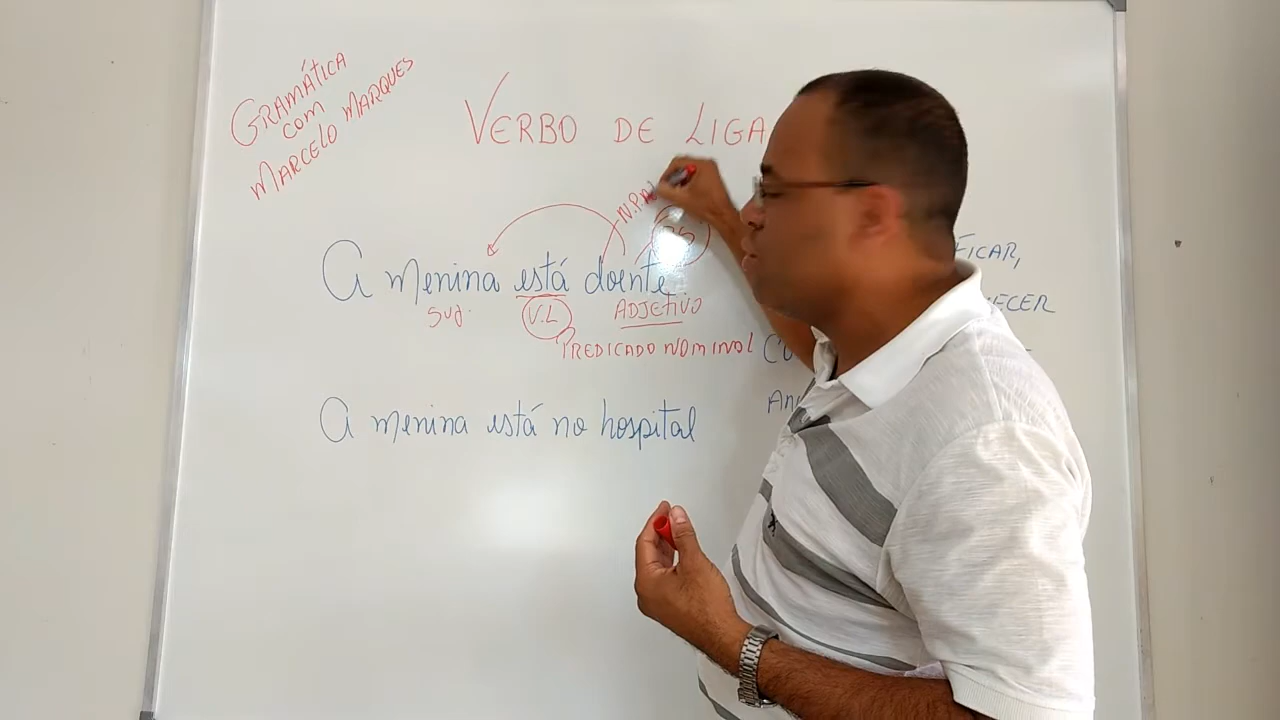 GRAMÁTICA
COM
MARCELO MARQUES
VERBO DE LIGA
N.P.
PS
A menina está doente
FICAR,
Suj.
V.L
ADJETIVO
ECER
PREDICADO NOMINAL
A menina está no hospital